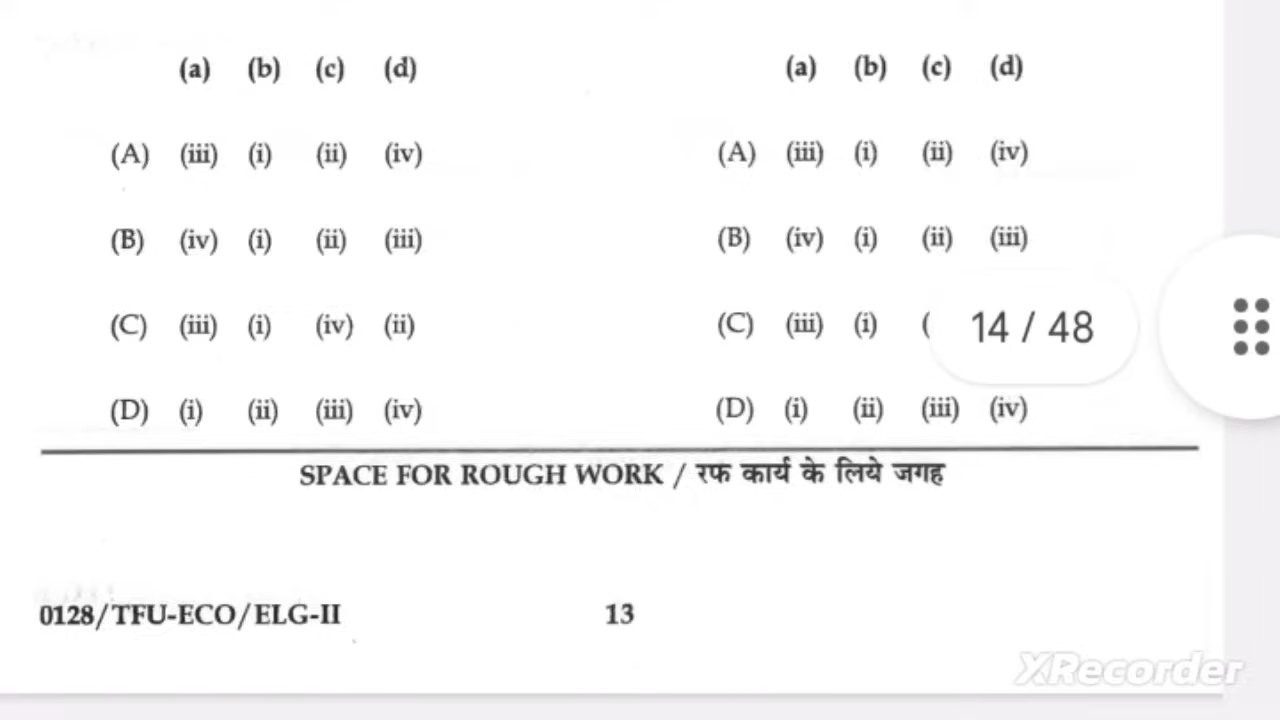 (a) (b) (c) (d) (a) (b) (c) (d)
(A) (iii) (i) (ii) (iv) (A) (iii) (i) (ii) (iv)
(B) (iv) (i) (ii) (iii) (B) (iv) (i) (ii) (iii)
(C) (iii) (i) (iv) (ii) (C) (iii) (i) ( 14 / 48
(D) (i) (ii) (iii) (iv) (D) (i) (ii) (iii) (iv)
SPACE FOR ROUGH WORK / रफ कार्य के लिये जगह
0128/TFU-ECO/ELG-II 13
XRecorder